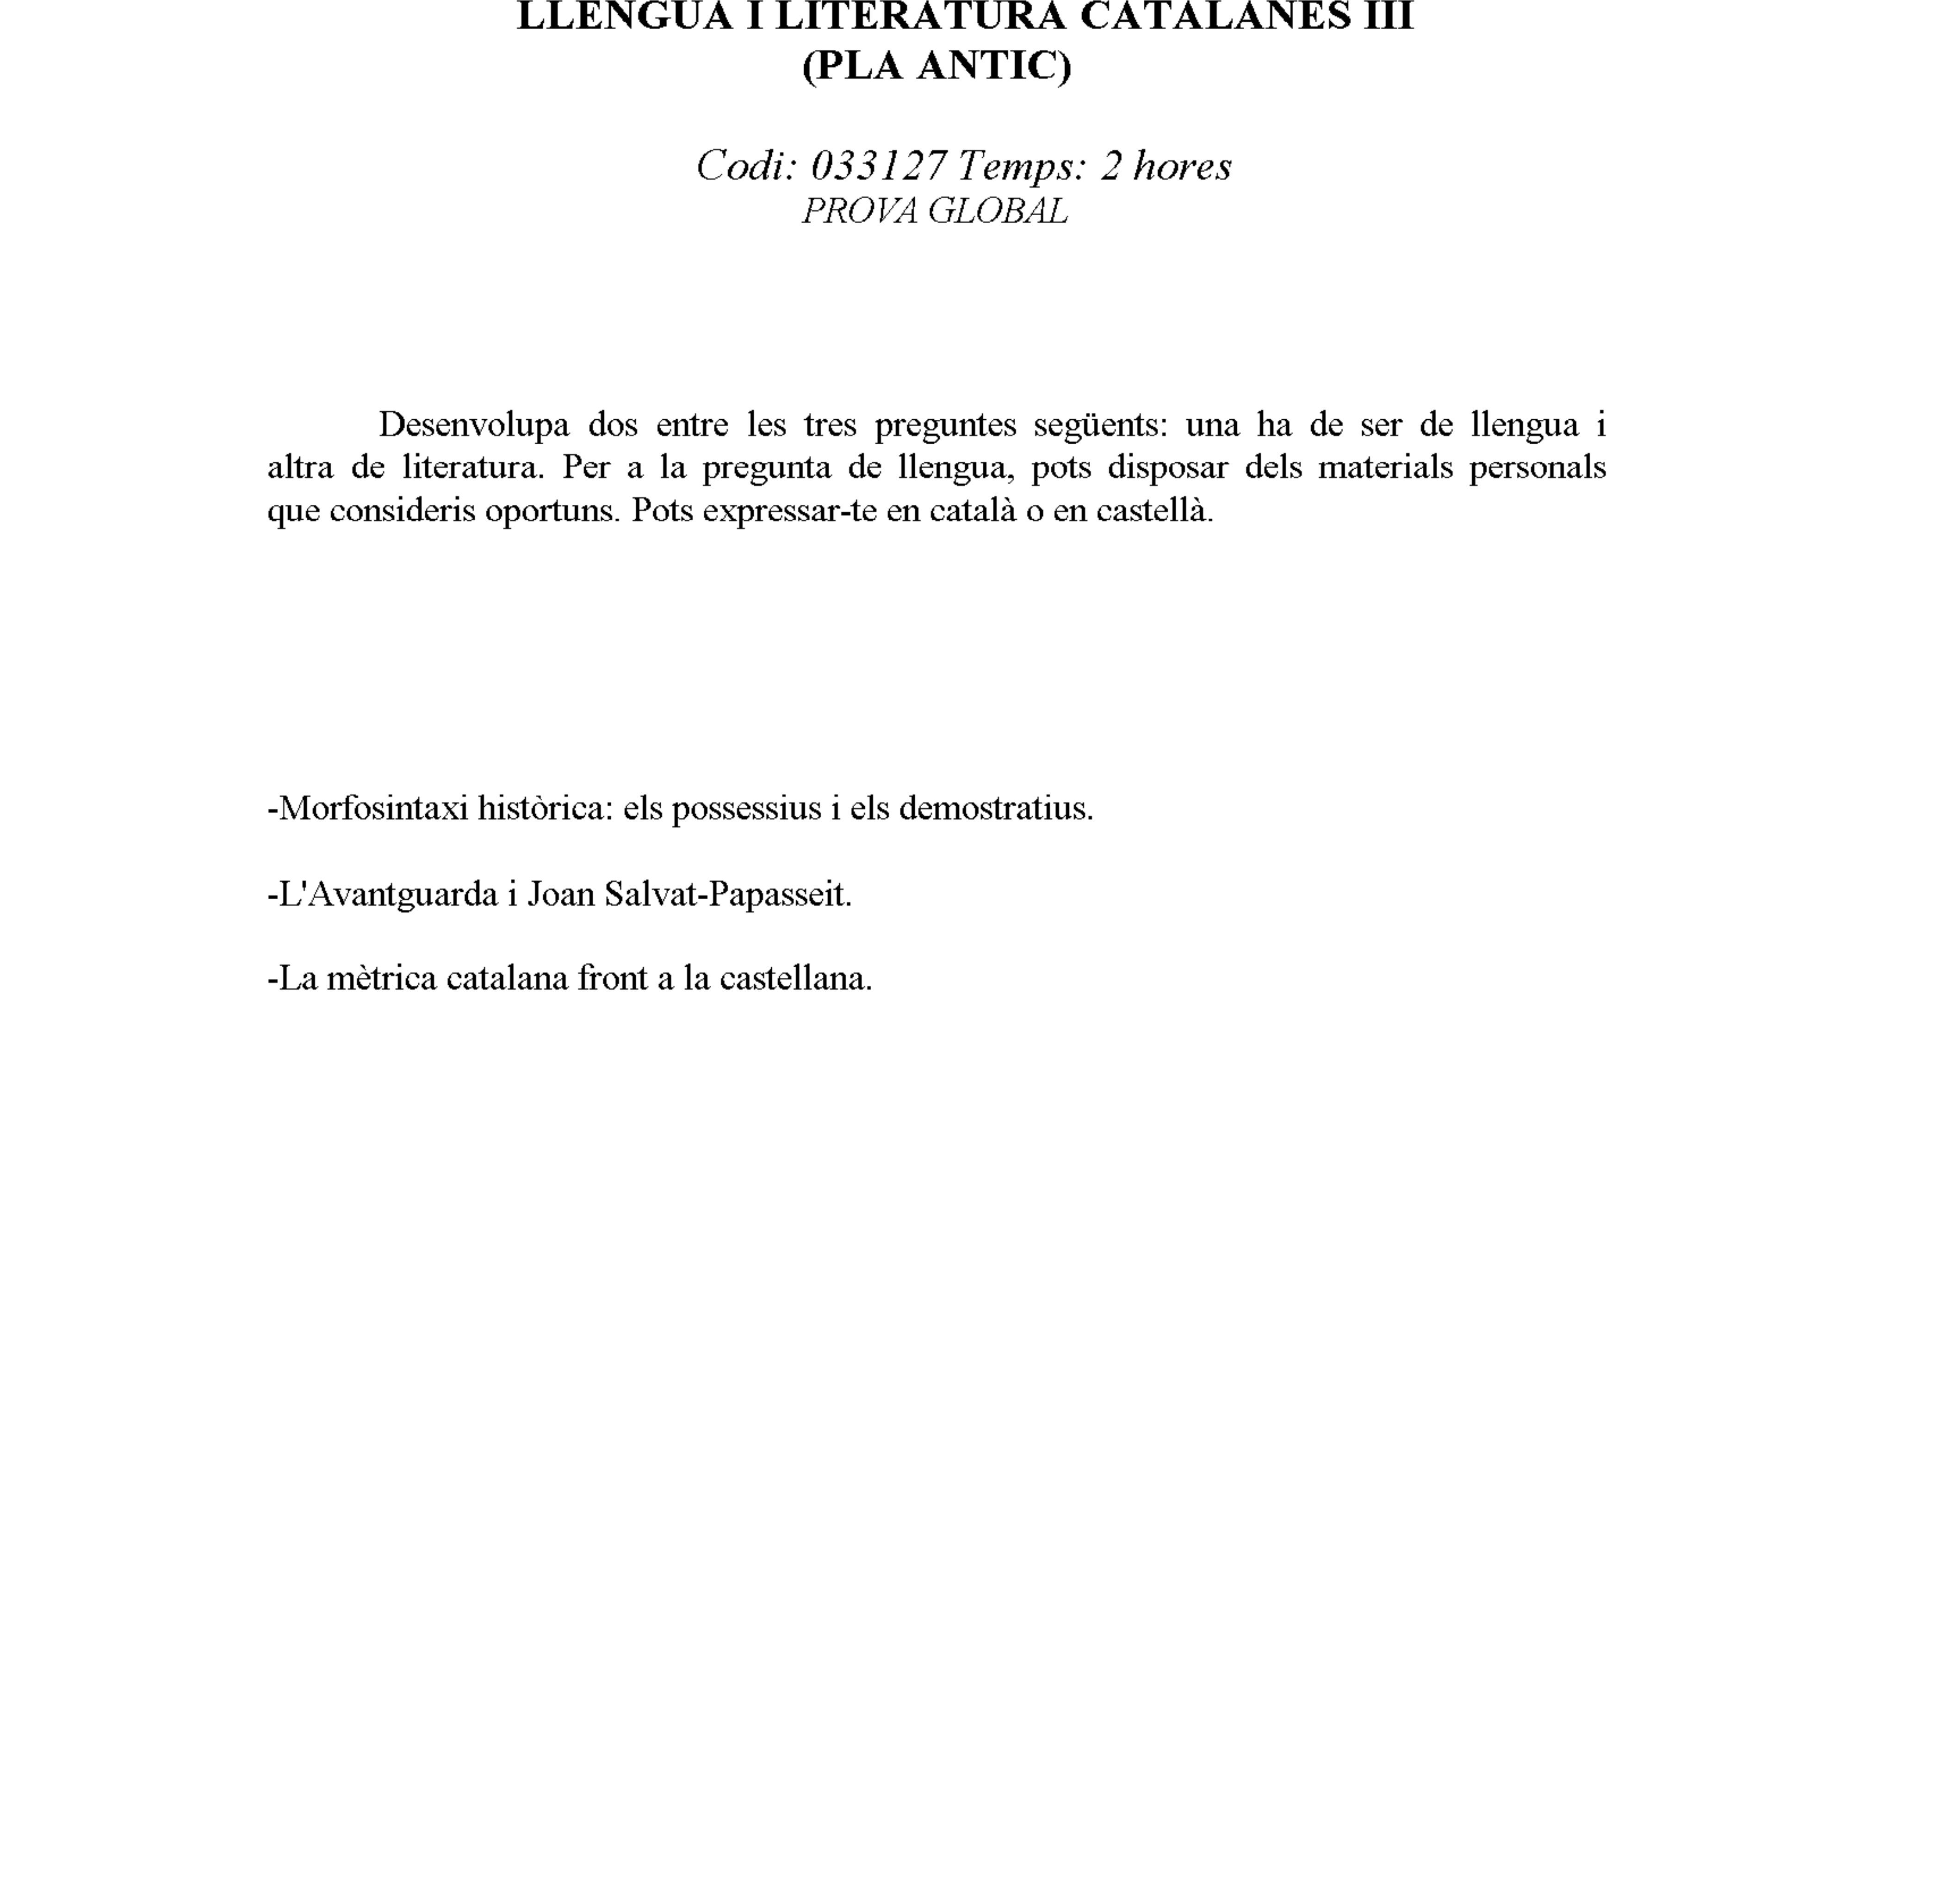 LLENGUA I LITERATURA CATALANES III
(PLA ANTIC)
Codi: 033127 Temps: 2 hores
PROVA GLOBAL
Desenvolupa dos entre les tres preguntes següents: una ha de ser de llengua i
altra de literatura. Per a la pregunta de llengua, pots disposar dels materials personals
que consideris oportuns. Pots expressar-te en català o en castellà.
-Morfosintaxi històrica: els possessius i els demostratius.
-L'Avantguarda i Joan Salvat-Papasseit.
-La mètrica catalana front a la castellana.